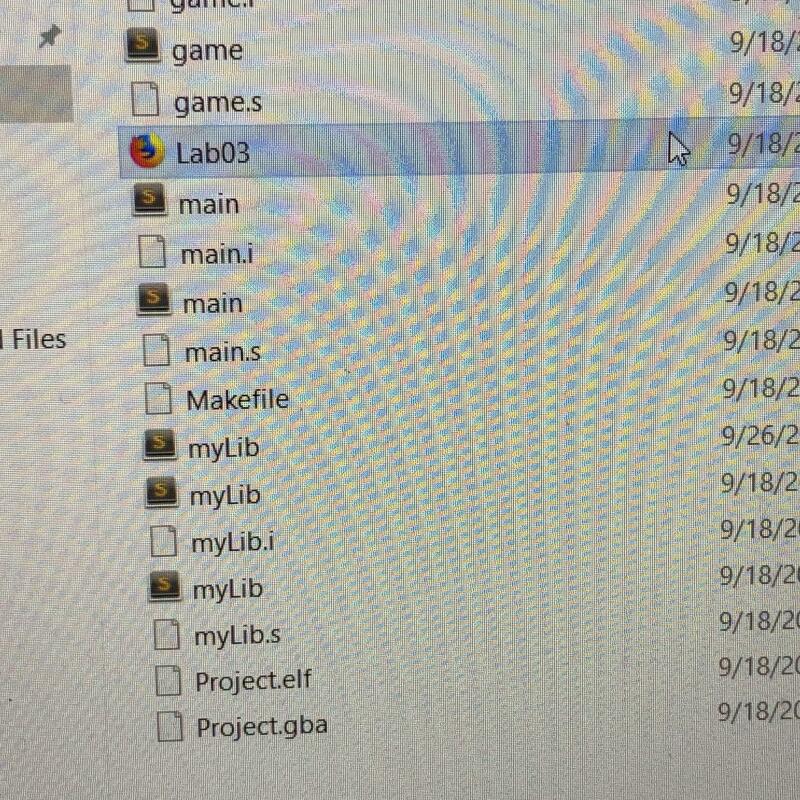 game.i
game 9/18/2
game.s 9/18/2
Lab03 9/18/2
main 9/18/2
main.i 9/18/2
main 9/18/2
Files main.s 9/18/2
Makefile 9/18/2
myLib 9/26/2
myLib 9/18/2
myLib.i 9/18/20
myLib 9/18/20
myLib.s 9/18/20
Project.elf 9/18/20
Project.gba 9/18/20